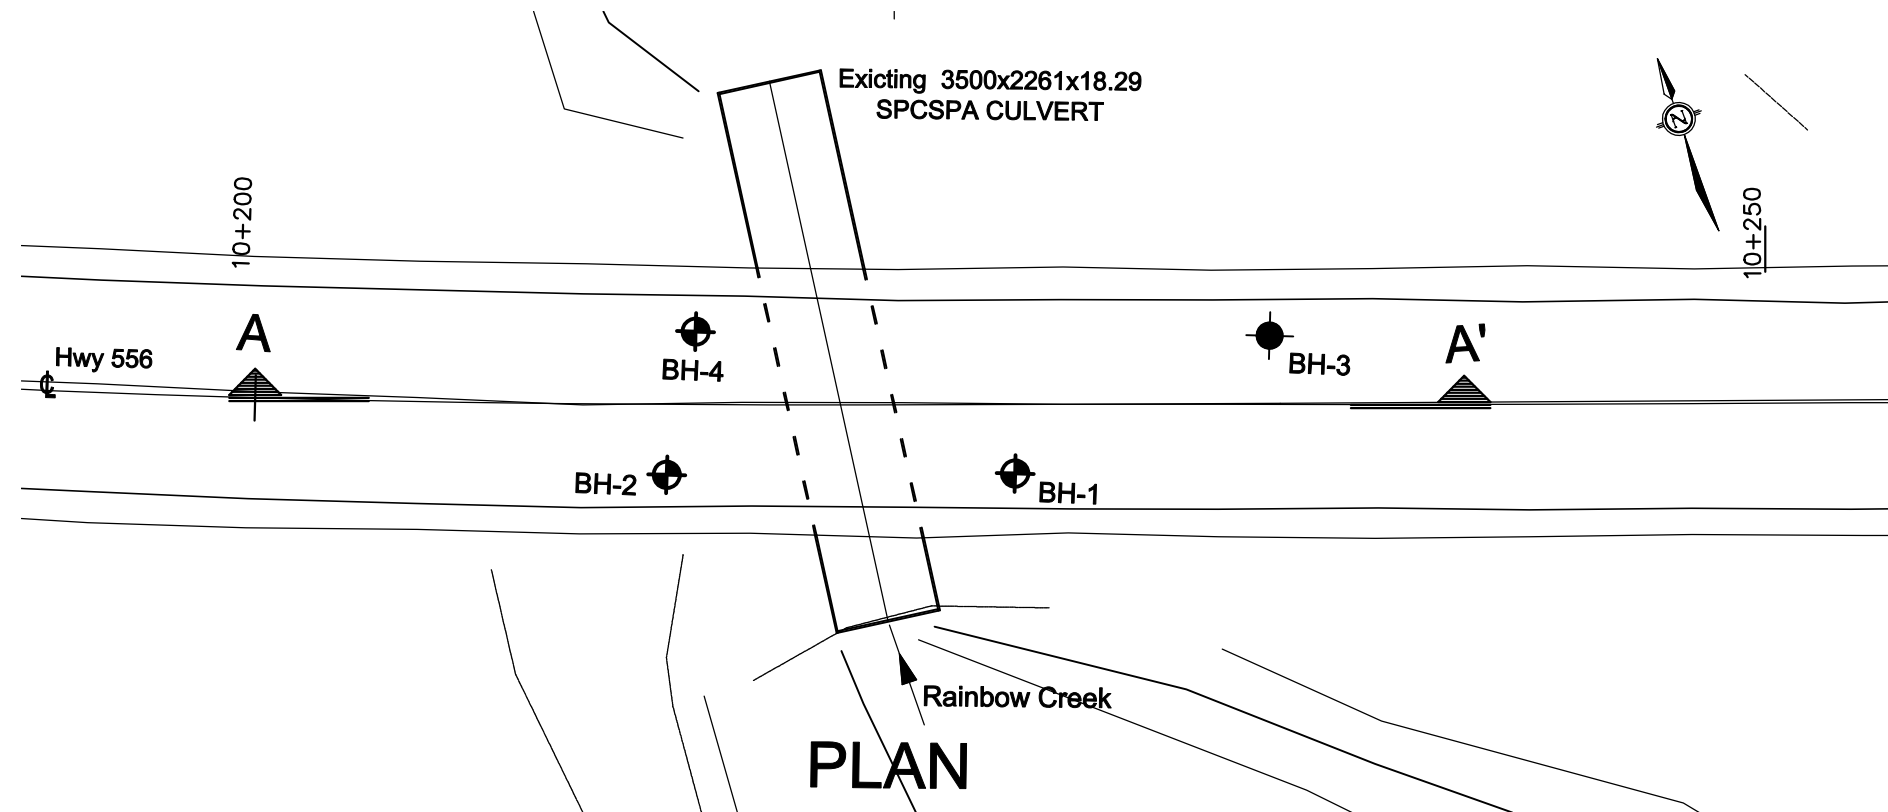 Exicting 3500x2261x18.29
SPCSPA CULVERT
N
10+200
10+250
A
A'
Hwy 556
BH-4
BH-3
BH-2
BH-1
Rainbow Creek
PLAN